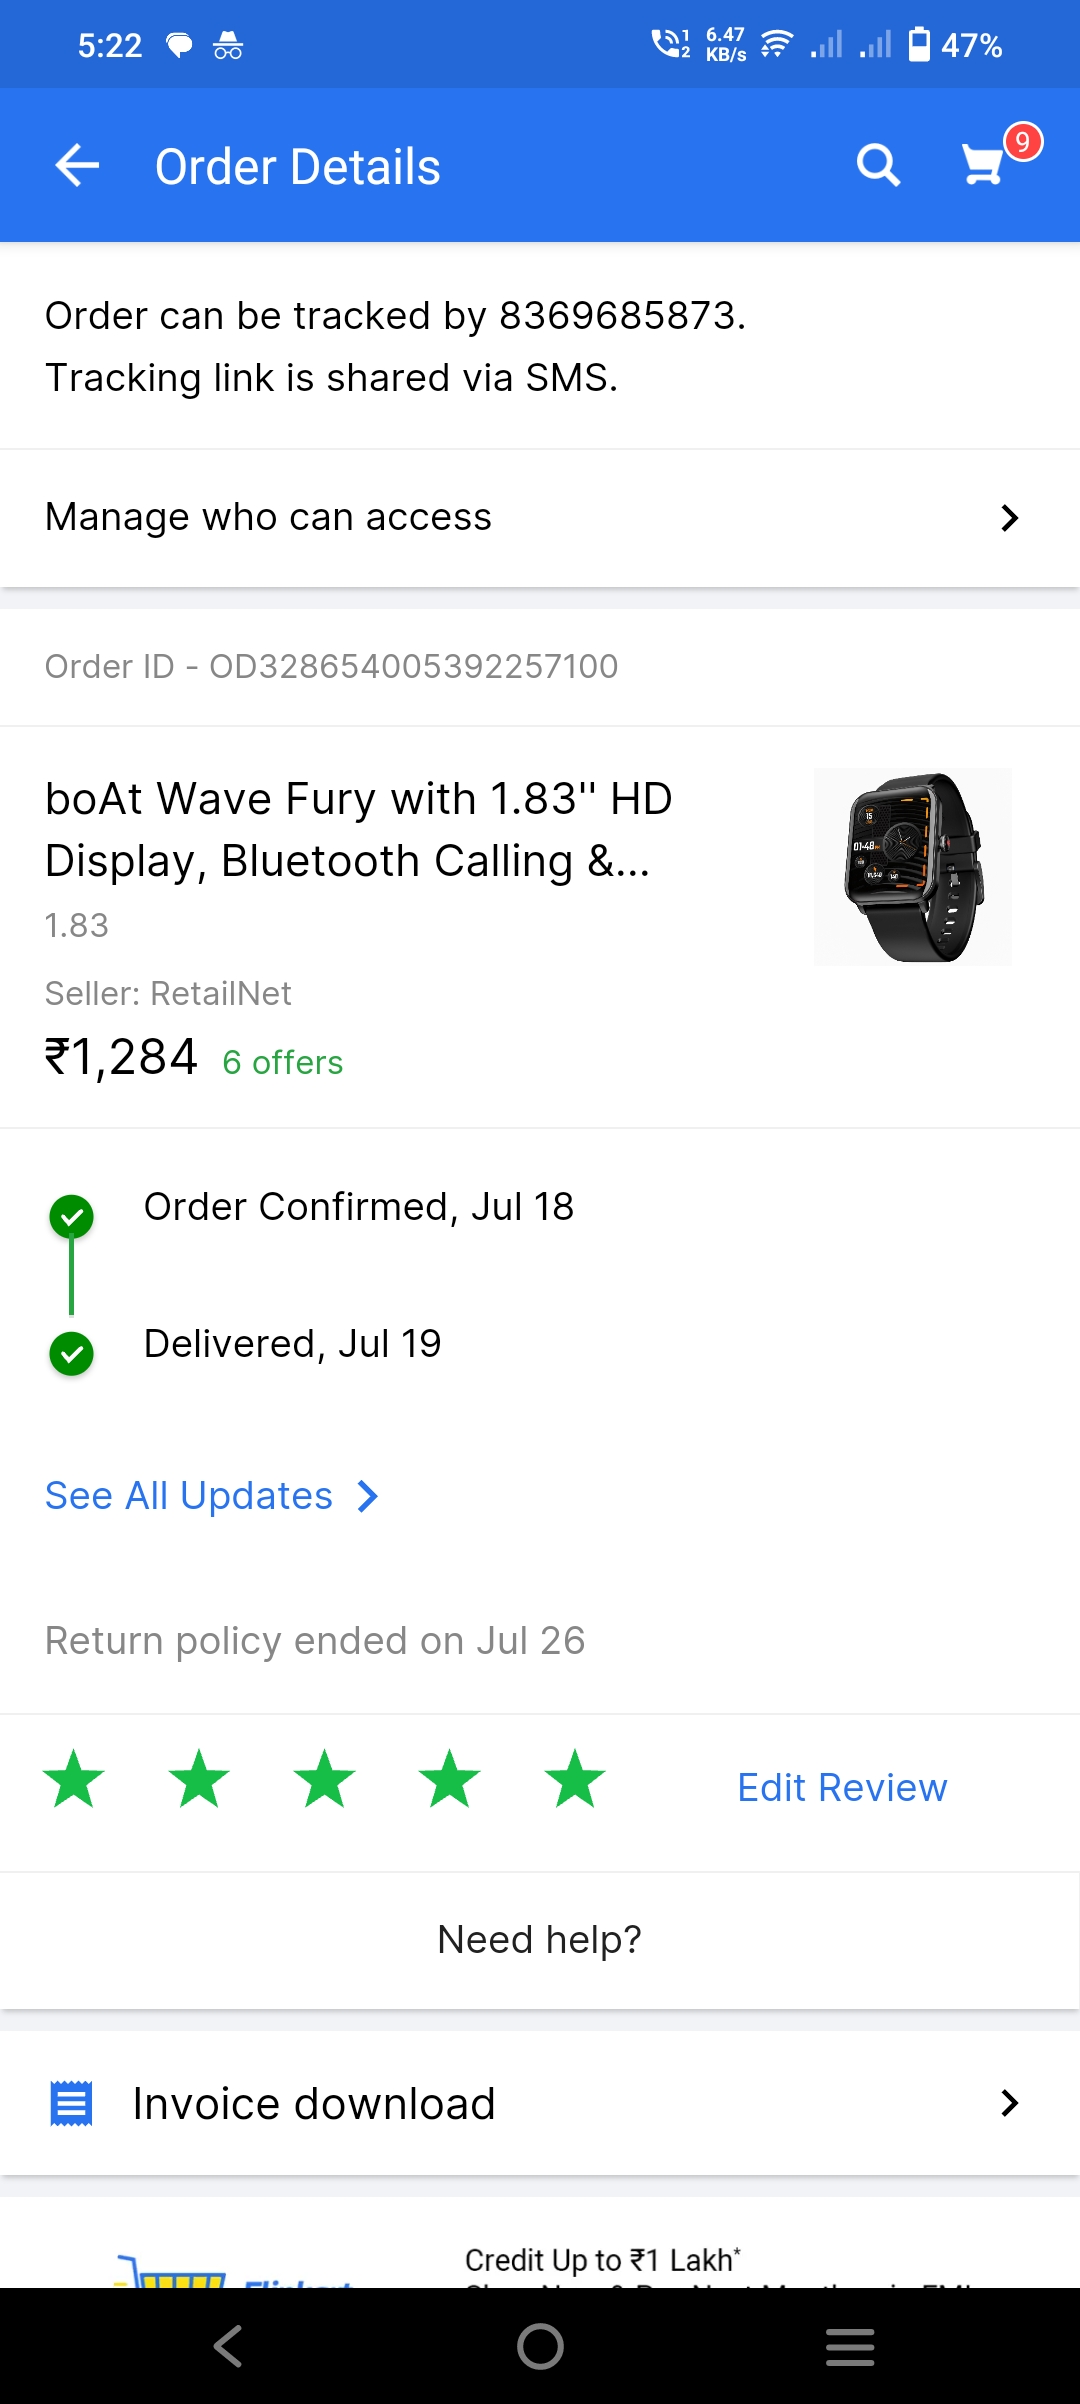 5:22
6.47
KB/s
47%
Order Details
9
Order can be tracked by 8369685873.
Tracking link is shared via SMS.
Manage who can access
Order ID - OD328654005392257100
boAt Wave Fury with 1.83" HD
Display, Bluetooth Calling &...
1.83
Seller: RetailNet
₹1,284 6 offers
Order Confirmed, Jul 18
Delivered, Jul 19
See All Updates
Return policy ended on Jul 26
Edit Review
Need help?
Invoice download
Credit Up to ₹1 Lakh*